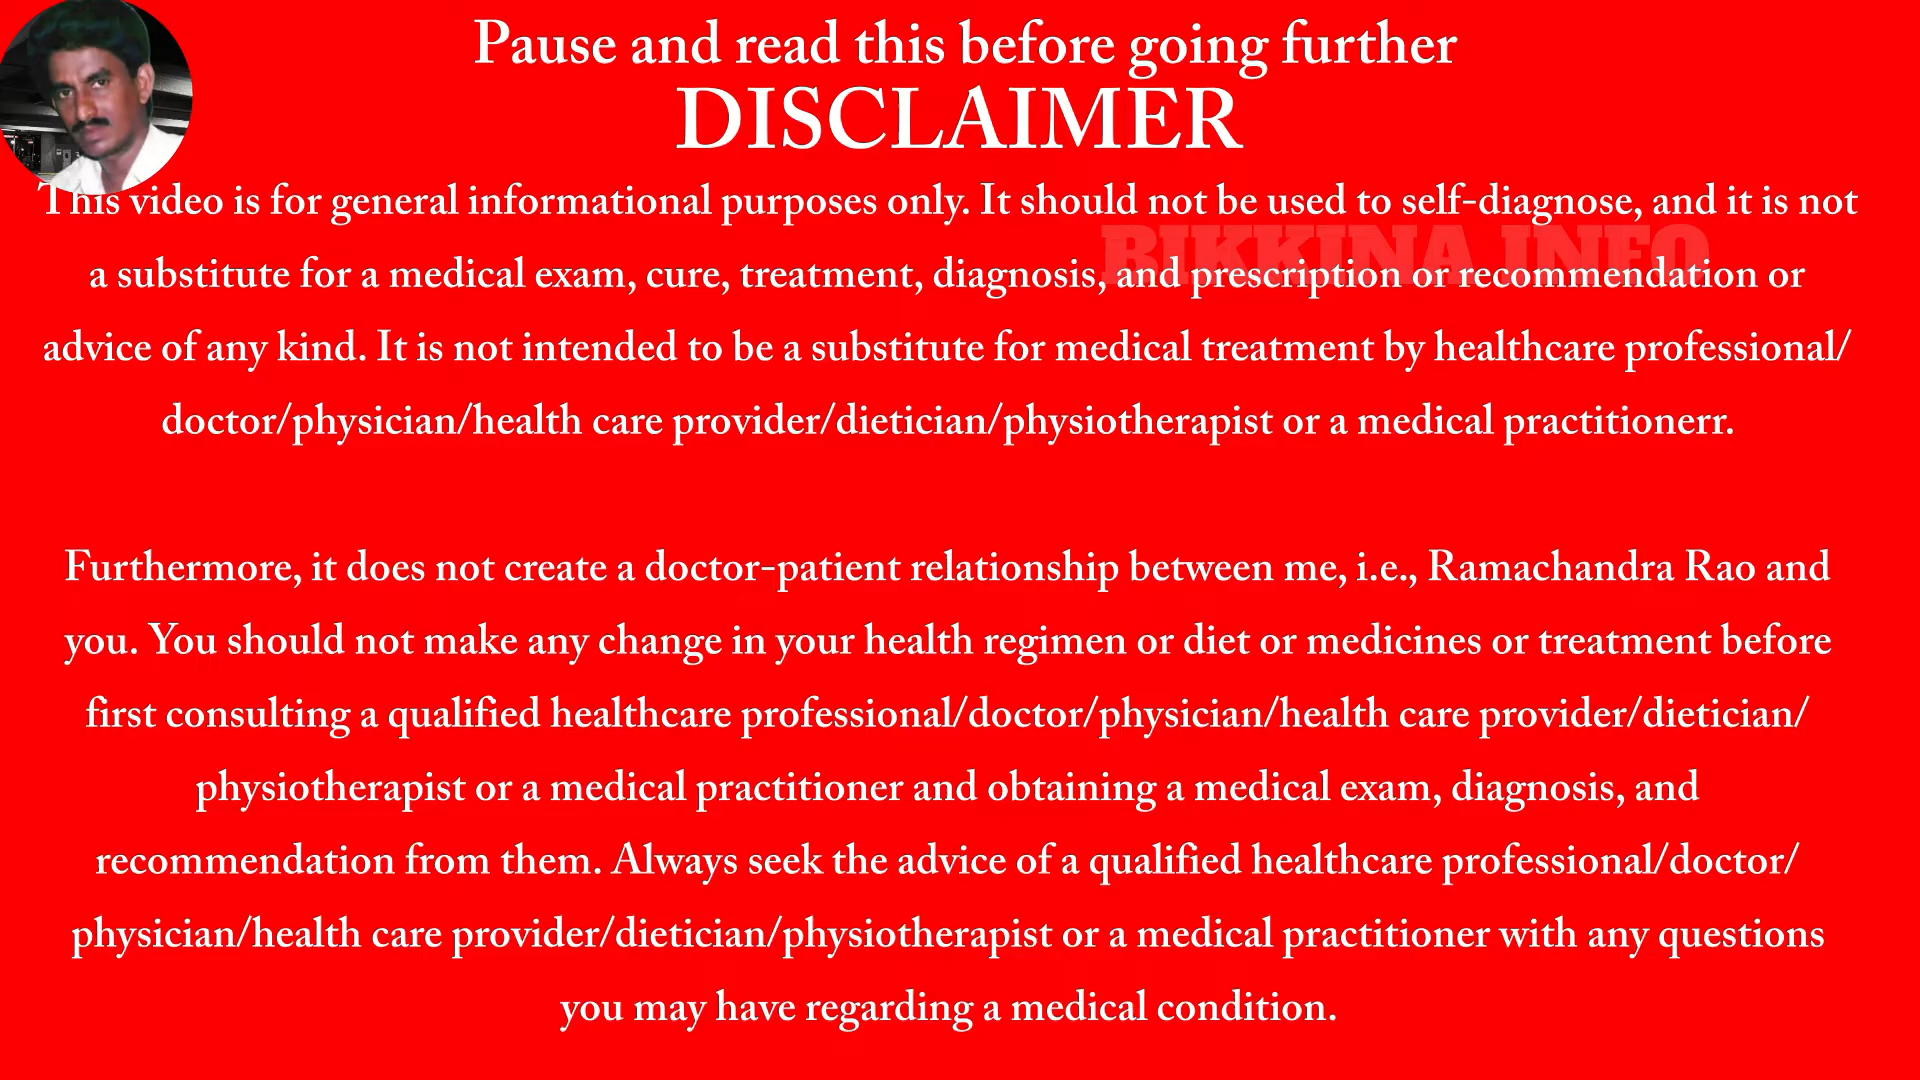 Pause and read this before going further
DISCLAIMER
This video is for general informational purposes only. It should not be used to self-diagnose, and it is not
BIKKINA INFO
a substitute for a medical exam, cure, treatment, diagnosis, and prescription or recommendation or
advice of any kind. It is not intended to be a substitute for medical treatment by healthcare professional/
doctor/physician/health care provider/dietician/physiotherapist or a medical practitionerr.
Furthermore, it does not create a doctor-patient relationship between me, i.e., Ramachandra Rao and
you. You should not make any change in your health regimen or diet or medicines or treatment before
first consulting a qualified healthcare professional/doctor/physician/health care provider/dietician/
physiotherapist or a medical practitioner and obtaining a medical exam, diagnosis, and
recommendation from them. Always seek the advice of a qualified healthcare professional/doctor/
physician/health care provider/dietician/physiotherapist or a medical practitioner with any questions
you may have regarding a medical condition.